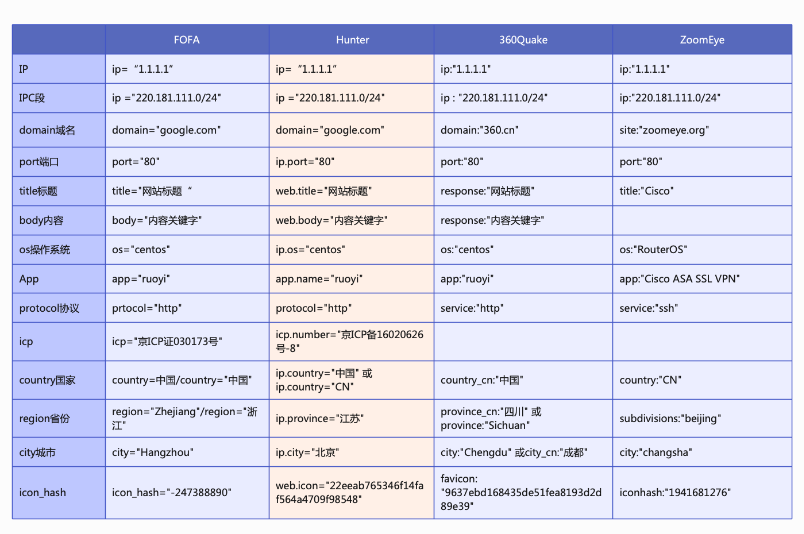 FOFA Hunter 360Quake ZoomEye
IP ip= “1.1.1.1” ip= “1.1.1.1” ip:"1.1.1.1" ip:"1.1.1.1"
IPC段 ip ="220.181.111.0/24" ip ="220.181.111.0/24" ip : "220.181.111.0/24" ip:"220.181.111.0/24"
domain域名 domain="google.com" domain="google.com" domain:"360.cn" site:"zoomeye.org"
port端口 port="80" ip.port="80" port:"80" port:"80"
title标题 title="网站标题 “ web.title="网站标题" response:"网站标题" title:"Cisco"
body内容 body="内容关键字" web.body="内容关键字" response:"内容关键字"
os操作系统 os="centos" ip.os="centos" os:"centos" os:"RouterOS"
App app="ruoyi" app.name="ruoyi" app:"ruoyi" app:"Cisco ASA SSL VPN"
protocol协议 prtocol="http" protocol="http" service:"http" service:"ssh"
icp icp="京ICP证030173号" icp.number="京ICP备16020626
号-8"
country国家 country=中国/country="中国" ip.country="中国" 或
ip.country="CN" country_cn:"中国" country:"CN"
region省份 region="Zhejiang"/region="浙
江" ip.province="江苏" province_cn:"四川" 或
province:"Sichuan" subdivisions:"beijing"
city城市 city="Hangzhou" ip.city="北京" city:"Chengdu" 或city_cn:"成都" city:"changsha"
icon_hash icon_hash="-247388890" web.icon="22eeab765346f14fa
f564a4709f98548" favicon:
"9637ebd168435de51fea8193d2d
89e39" iconhash:"1941681276"